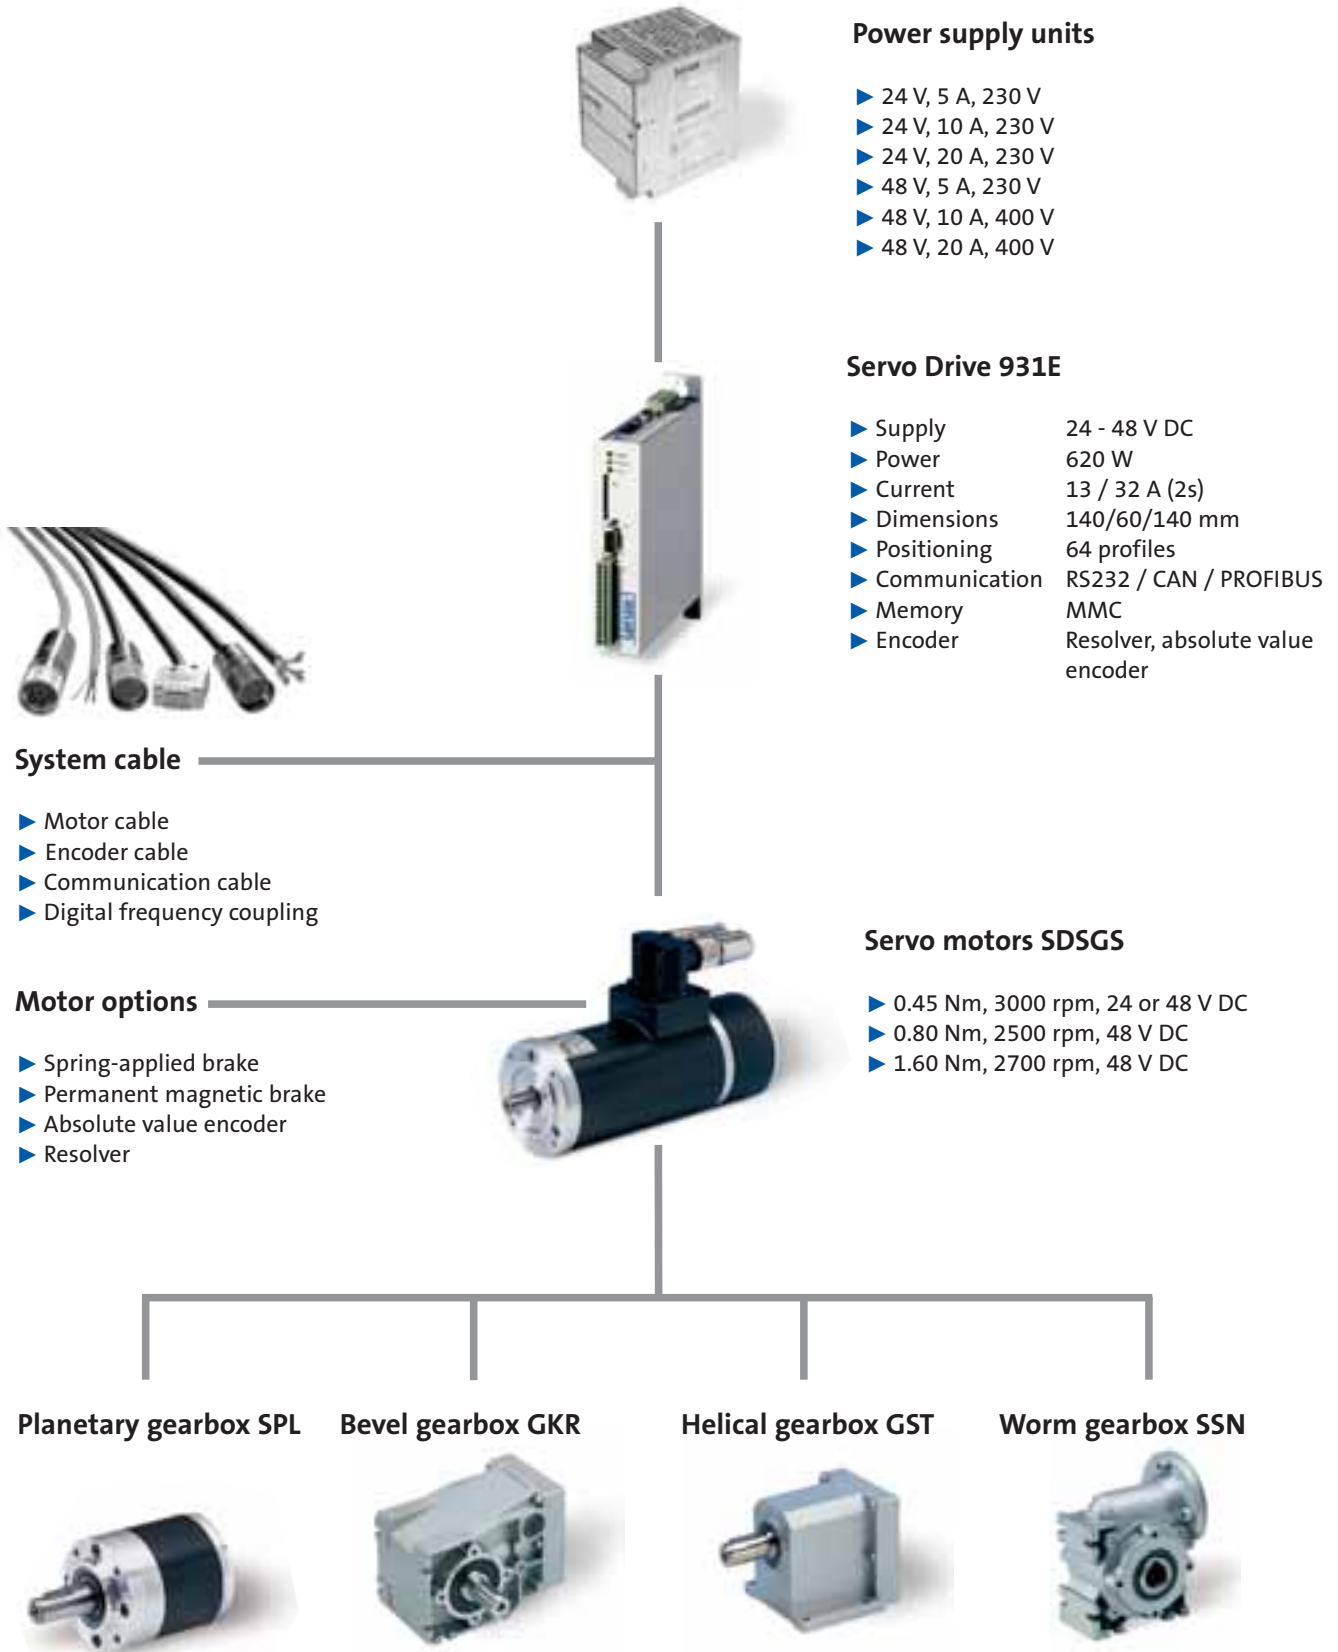 Power supply units
▶ 24 V, 5 A, 230 V
▶ 24 V, 10 A, 230 V
▶ 24 V, 20 A, 230 V
▶ 48 V, 5 A, 230 V
▶ 48 V, 10 A, 400 V
▶ 48 V, 20 A, 400 V
Servo Drive 931E
▶ Supply 24 - 48 V DC
▶ Power 620 W
▶ Current 13 / 32 A (2s)
▶ Dimensions 140/60/140 mm
▶ Positioning 64 profiles
▶ Communication RS232 / CAN / PROFIBUS
▶ Memory MMC
▶ Encoder Resolver, absolute value
encoder
System cable
▶ Motor cable
▶ Encoder cable
▶ Communication cable
▶ Digital frequency coupling
Servo motors SDSGS
▶ 0.45 Nm, 3000 rpm, 24 or 48 V DC
▶ 0.80 Nm, 2500 rpm, 48 V DC
▶ 1.60 Nm, 2700 rpm, 48 V DC
Motor options
▶ Spring-applied brake
▶ Permanent magnetic brake
▶ Absolute value encoder
▶ Resolver
Planetary gearbox SPL
Bevel gearbox GKR
Helical gearbox GST
Worm gearbox SSN